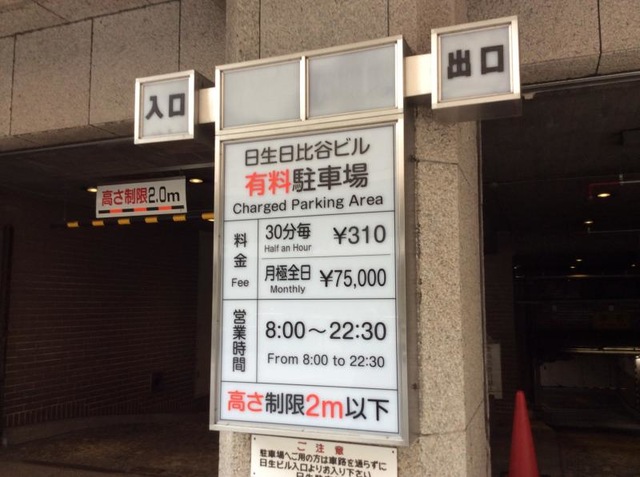 入口
出口
高さ制限2.0m
日生日比谷ビル
有料駐車場
Charged Parking Area
料金
Fee
30分毎
Half an Hour
¥310
月極全日
Monthly
¥75,000
営業時間
8:00〜22:30
From 8:00 to 22:30
高さ制限2m以下
ご注意
駐車場へご用の方は車路を通らずに
日生ビル入口よりお入り下さい